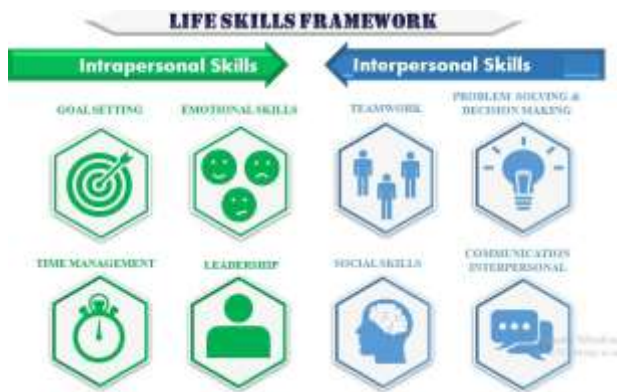 LIFE SKILLS FRAMEWORK
Intrapersonal Skills
Interpersonal Skills
GOAL SETTING
EMOTIONAL SKILLS
TEAMWORK
PROBLEM SOLVING &
DECISION MAKING
TIME MANAGEMENT
LEADERSHIP
SOCIAL SKILLS
COMMUNICATION
INTERPERSONAL